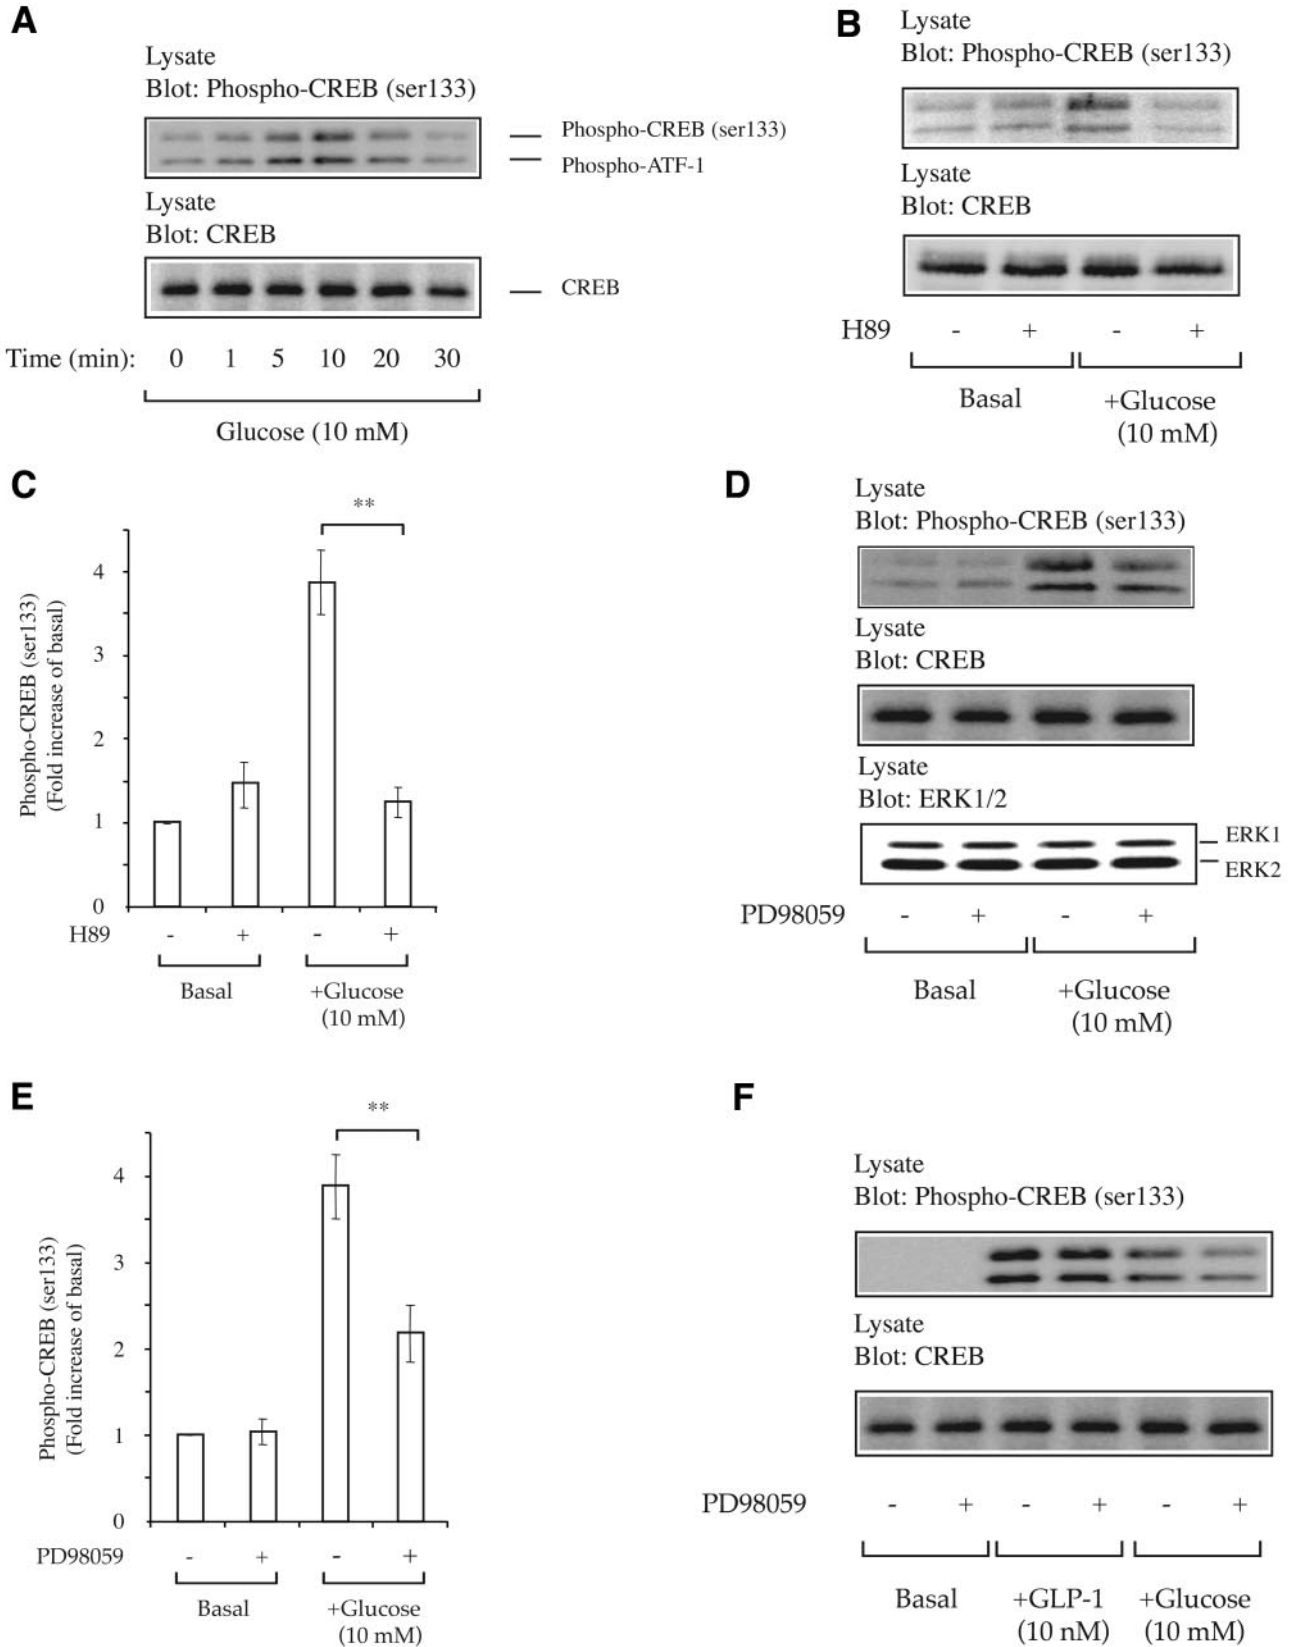 A
Lysate
Blot: Phospho-CREB (ser133)
Phospho-CREB (ser133)
Phospho-ATF-1
Lysate
Blot: CREB
CREB
Time (min): 0 1 5 10 20 30
Glucose (10 mM)
B
Lysate
Blot: Phospho-CREB (ser133)
Lysate
Blot: CREB
H89 - + - +
Basal +Glucose
(10 mM)
C
**
Phospho-CREB (ser133)
(Fold increase of basal)
4
3
2
1
0
H89 - + - +
Basal +Glucose
(10 mM)
D
Lysate
Blot: Phospho-CREB (ser133)
Lysate
Blot: CREB
Lysate
Blot: ERK1/2
ERK1
ERK2
PD98059 - + - +
Basal +Glucose
(10 mM)
E
**
Phospho-CREB (ser133)
(Fold increase of basal)
4
3
2
1
0
PD98059 - + - +
Basal +Glucose
(10 mM)
F
Lysate
Blot: Phospho-CREB (ser133)
Lysate
Blot: CREB
PD98059 - + - + - +
Basal +GLP-1 +Glucose
(10 nM) (10 mM)